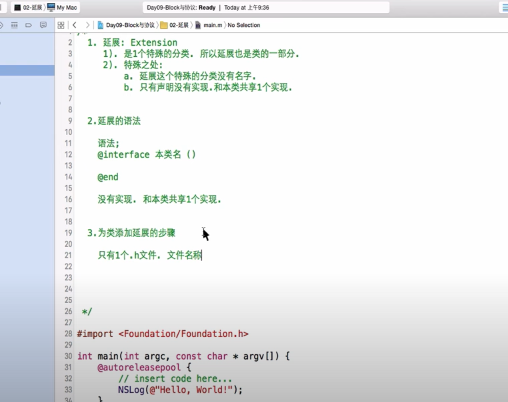 02-延展 〉 My Mac
Day09-Block与协议: Ready | Today at 上午9:36
Day09-Block与协议 〉 02-延展 〉 main.m 〉 No Selection
2 1. 延展: Extension
3 1). 是1个特殊的分类. 所以延展也是类的一部分.
4 2). 特殊之处:
5 a. 延展这个特殊的分类没有名字.
6 b. 只有声明没有实现.和本类共享1个实现.
7
8
9 2.延展的语法
10
11 语法;
12 @interface 本类名 ()
13
14 @end
15
16 没有实现. 和本类共享1个实现.
17
18
19 3.为类添加延展的步骤
20
21 只有1个.h文件. 文件名称
22
23
24
25
26 */
27
28 #import <Foundation/Foundation.h>
29
30 int main(int argc, const char * argv[]) {
31 @autoreleasepool {
32 // insert code here...
33 NSLog(@"Hello, World!");
34 }